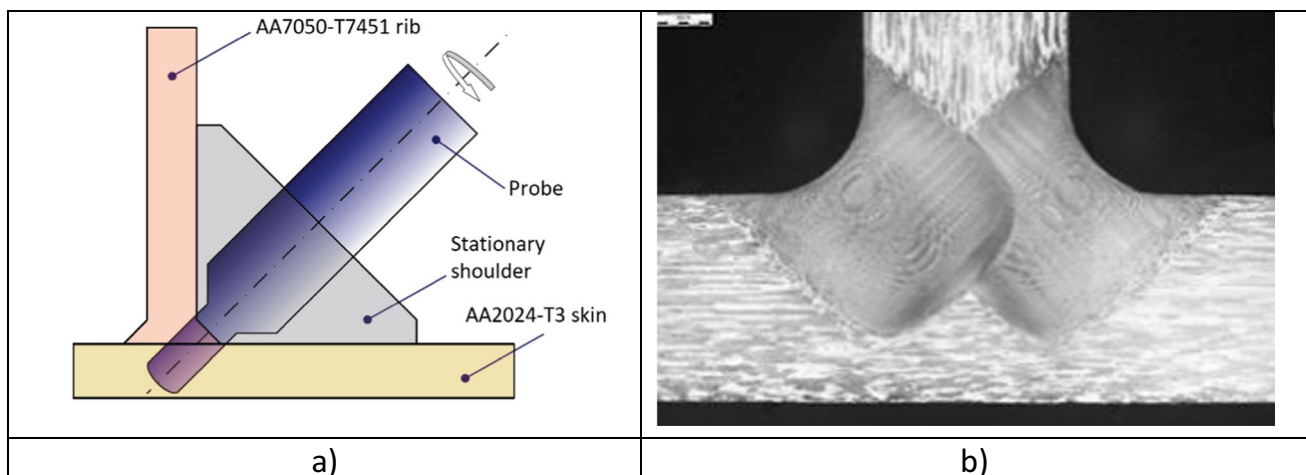 AA7050-T7451 rib
Probe
Stationary
shoulder
AA2024-T3 skin
a)
b)